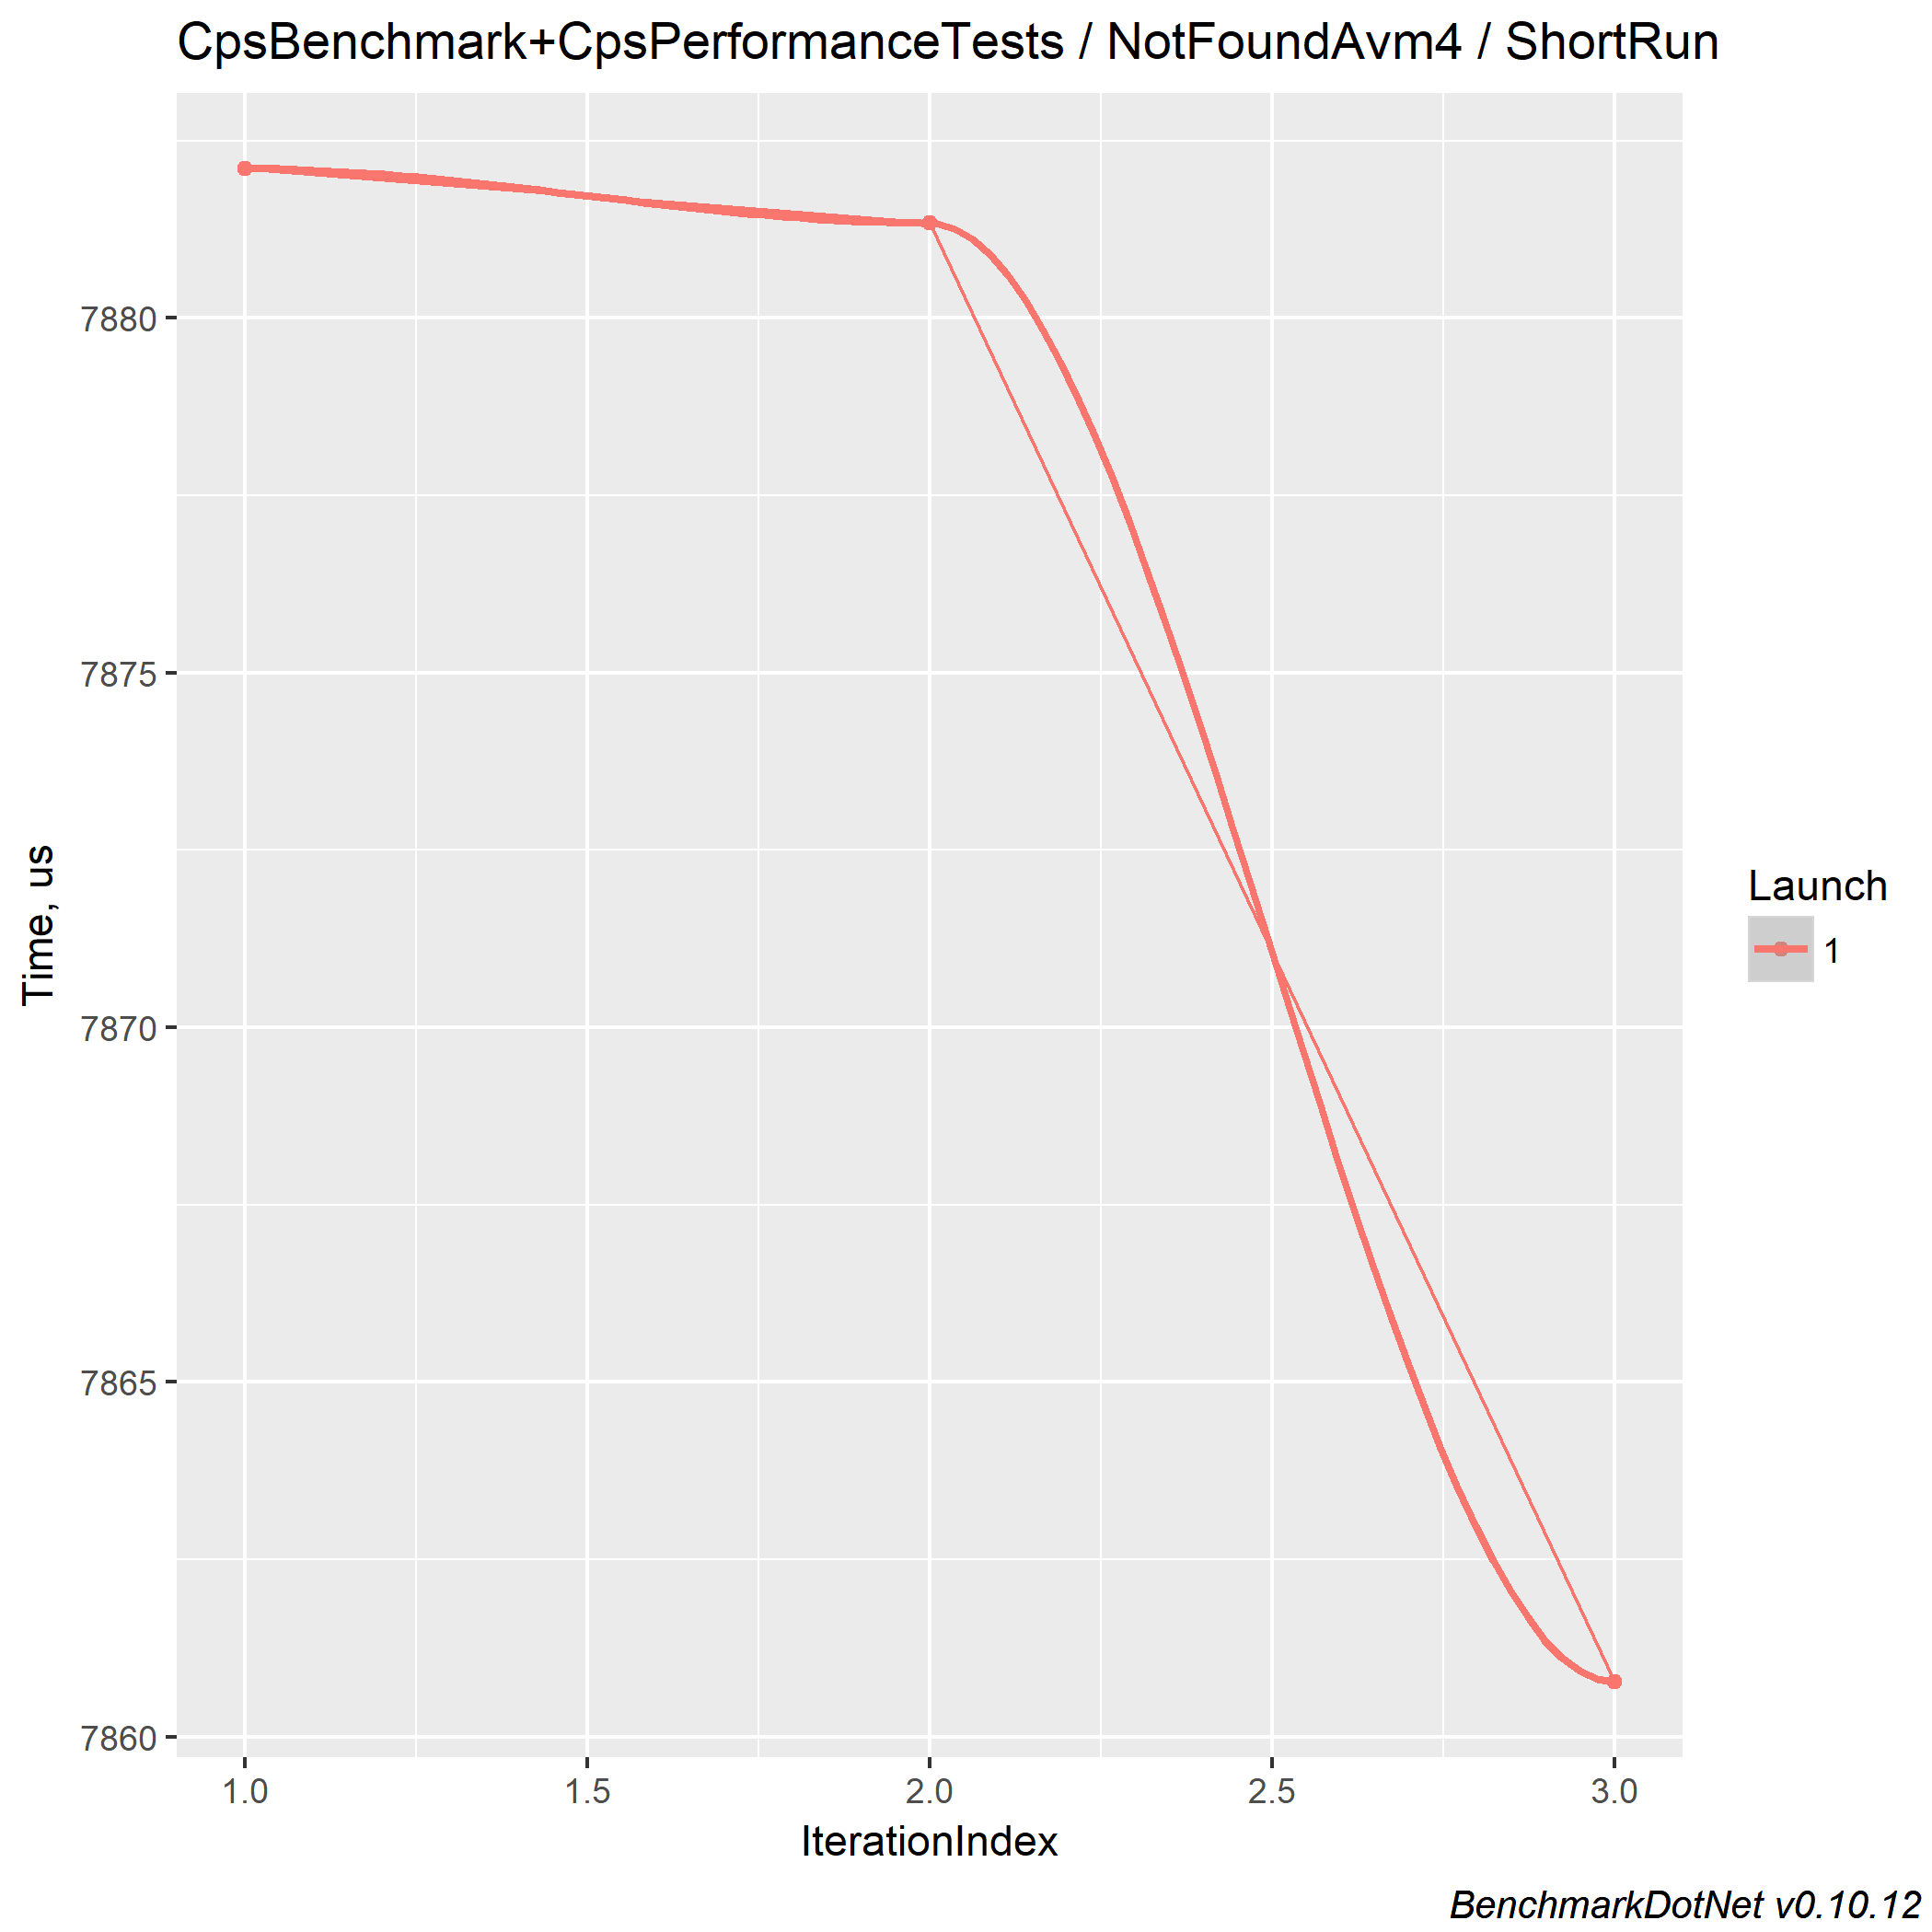 CpsBenchmark+CpsPerformanceTests / NotFoundAvm4 / ShortRun
Time, us
7880
7875
7870
7865
7860
1.0 1.5 2.0 2.5 3.0
IterationIndex
Launch
1
BenchmarkDotNet v0.10.12